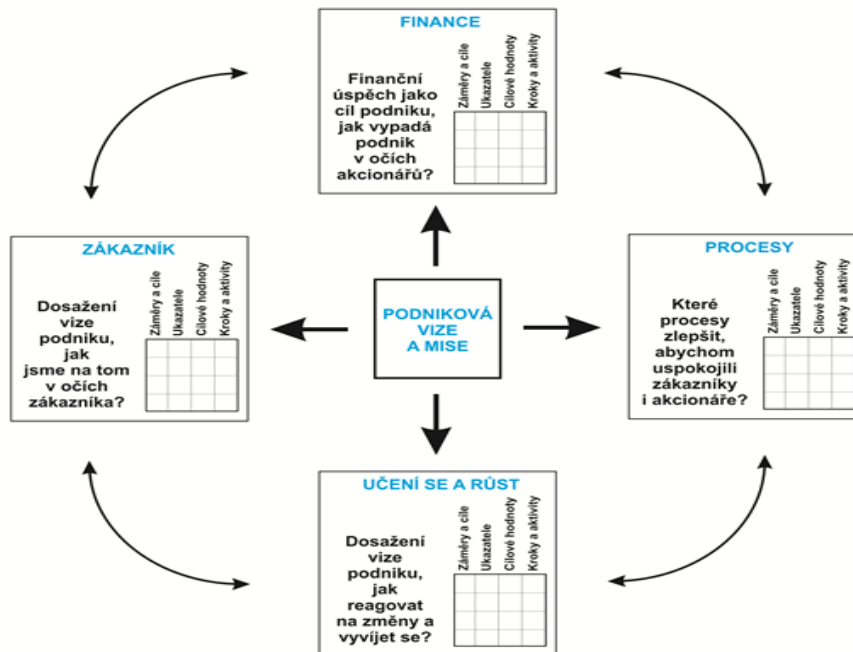 FINANCE
Finanční
úspěch jako
cíl podniku,
jak vypadá
podnik
v očích
akcionářů?
Záměry a cíle
Ukazatele
Cílové hodnoty
Kroky a aktivity
ZÁKAZNÍK
Dosažení
vize
podniku,
jak
jsme na tom
v očích
zákazníka?
Záměry a cíle
Ukazatele
Cílové hodnoty
Kroky a aktivity
PODNIKOVÁ
VIZE
A MISE
PROCESY
Které
procesy
zlepšit,
abychom
uspokojili
zákazníky
i akcionáře?
Záměry a cíle
Ukazatele
Cílové hodnoty
Kroky a aktivity
UČENÍ SE A RŮST
Dosažení
vize
podniku,
jak
reagovat
na změny a
vyvíjet se?
Záměry a cíle
Ukazatele
Cílové hodnoty
Kroky a aktivity